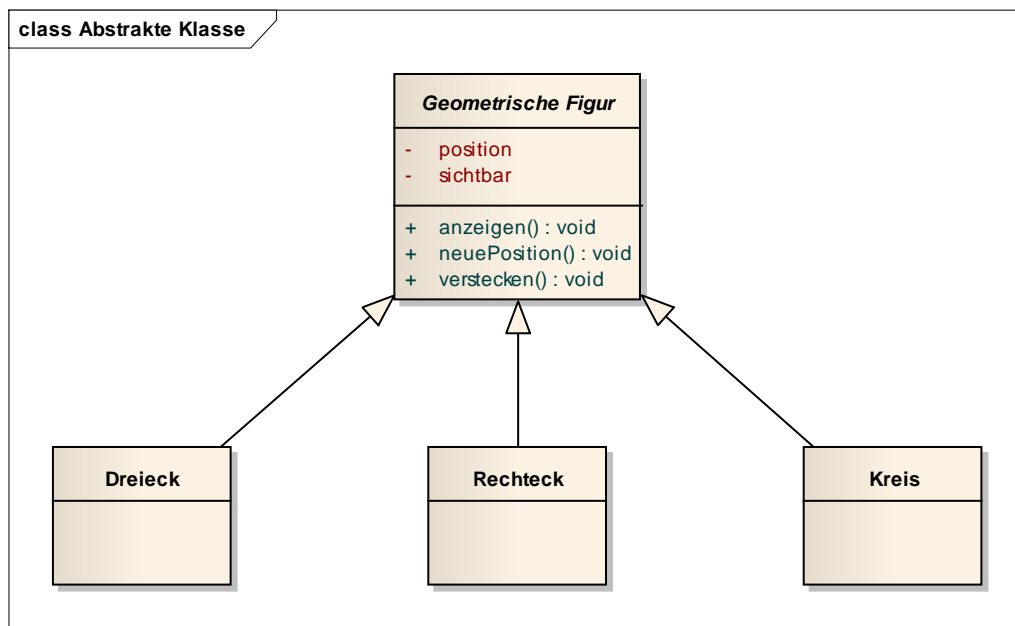 class Abstrakte Klasse
Geometrische Figur
- position
- sichtbar
+ anzeigen() : void
+ neuePosition() : void
+ verstecken() : void
Dreieck
Rechteck
Kreis